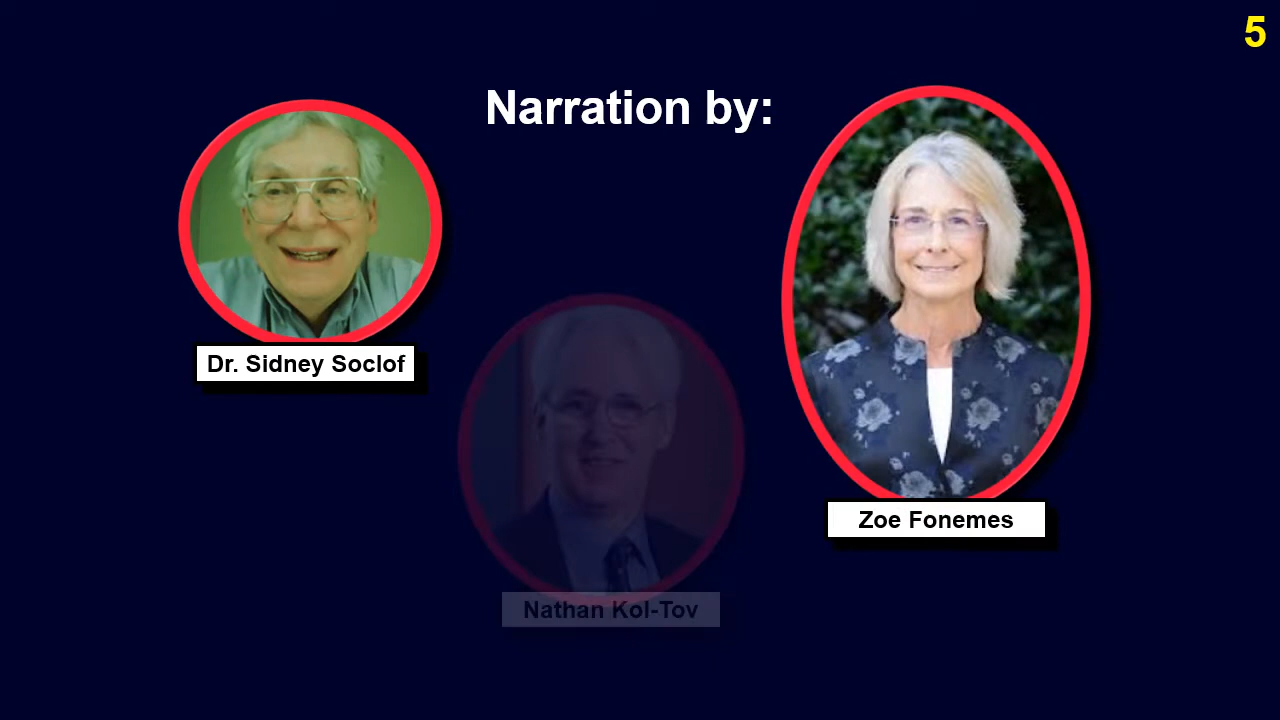 5
Narration by:
Dr. Sidney Soclof
Zoe Fonemes
Nathan Kol-Tov